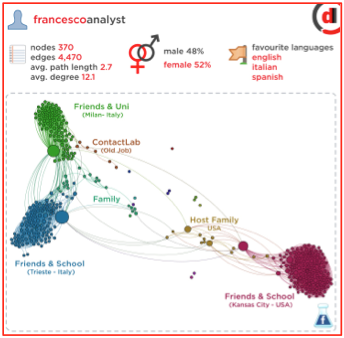 francescoanalyst
nodes 370
edges 4,470
avg. path length 2.7
avg. degree 12.1
male 48%
female 52%
favourite languages
english
italian
spanish
Friends & Uni
(Milan- Italy)
ContactLab
(Old Job)
Family
Host Family
USA
Friends & School
(Trieste - Italy)
Friends & School
(Kansas City - USA)